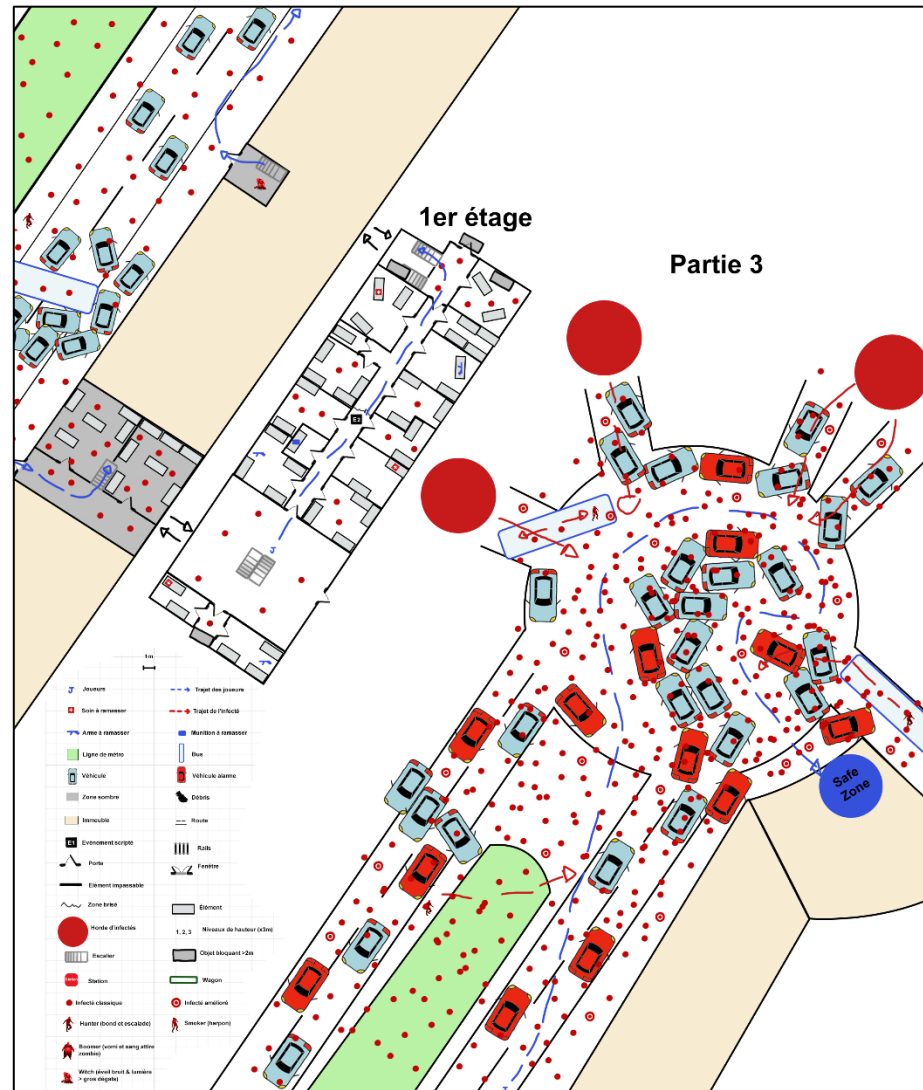 1er étage
Partie 3
E2
J
Safe
Zone
1m
J Joueurs
Trajet des joueurs
Soin à ramasser
Trajet de l'infecté
Arme à ramasser
Munition à ramasser
Ligne de métro
Bus
Véhicule
Véhicule alarme
Zone sombre
Débris
Immeuble
Route
E1 Evènement scripté
Rails
Porte
Fenêtre
Elément impassable
Zone brisé
Élément
Horde d'infectés
1, 2, 3 Niveaux de hauteur (x2m)
Escalier
Objet bloquant >2m
Station
Wagon
Infecté classique
Infecté amélioré
Hunter (bond et escalade)
Smoker (harpon)
Boomer (vomi et sang attire
zombie)
Witch (éveil bruit & lumière
> gros dégats)